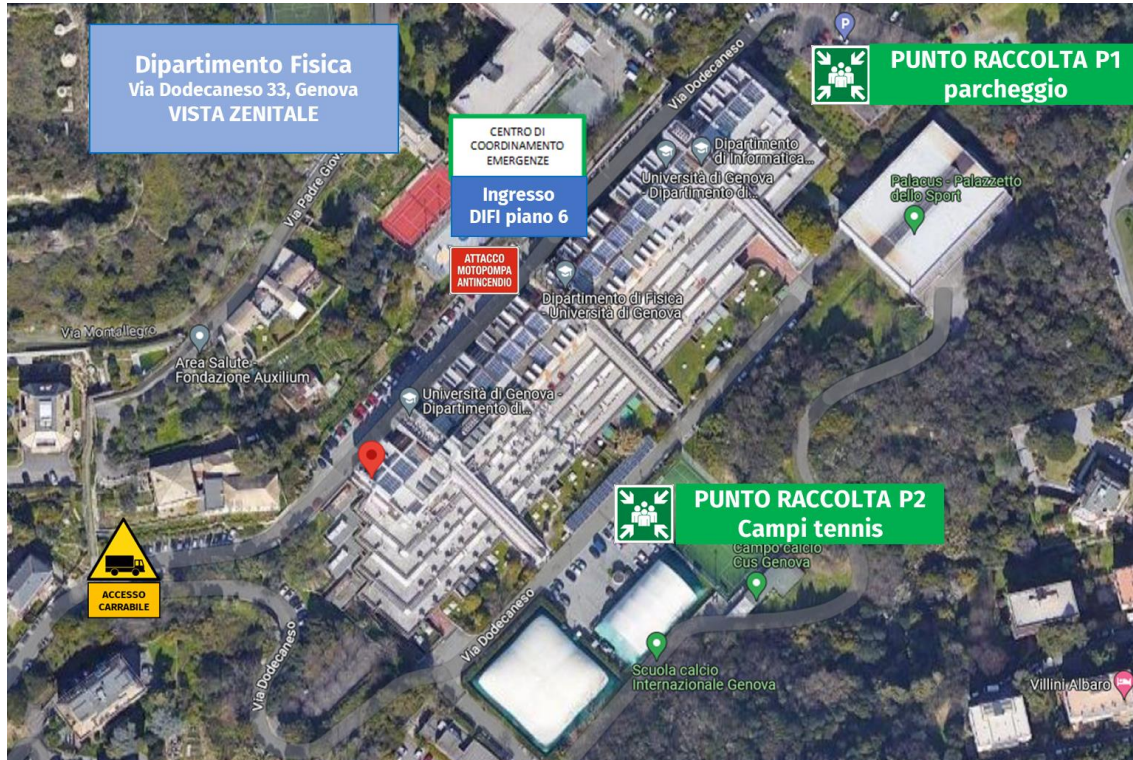 Dipartimento Fisica
Via Dodecaneso 33, Genova
VISTA ZENITALE
P
PUNTO RACCOLTA P1
parcheggio
Via Dodecaneso
CENTRO DI
COORDINAMENTO
EMERGENZE
Ingresso
DIFI piano 6
ATTACCO
MOTOPOMPA
ANTINCENDIO
Dipartimento
di Informatica...
Università di Genova
- Dipartimento di...
Palacus - Palazzetto
dello Sport
Via Padre Giova
Dipartimento di Fisica
- Università di Genova
Via Montallegro
Area Salute -
Fondazione Auxilium
Università di Genova -
Dipartimento di...
PUNTO RACCOLTA P2
Campi tennis
Campo calcio
Cus Genova
ACCESSO
CARRABILE
Via Dodecaneso
Via Dodecaneso
Scuola calcio
Internazionale Genova
Villini Albaro